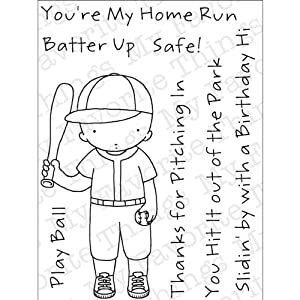 You're My Home Run
Batter Up Safe!
Play Ball
Thanks for Pitching In
You Hit It out of the Park
Slidin' by with a Birthday Hi
My Favorite Things